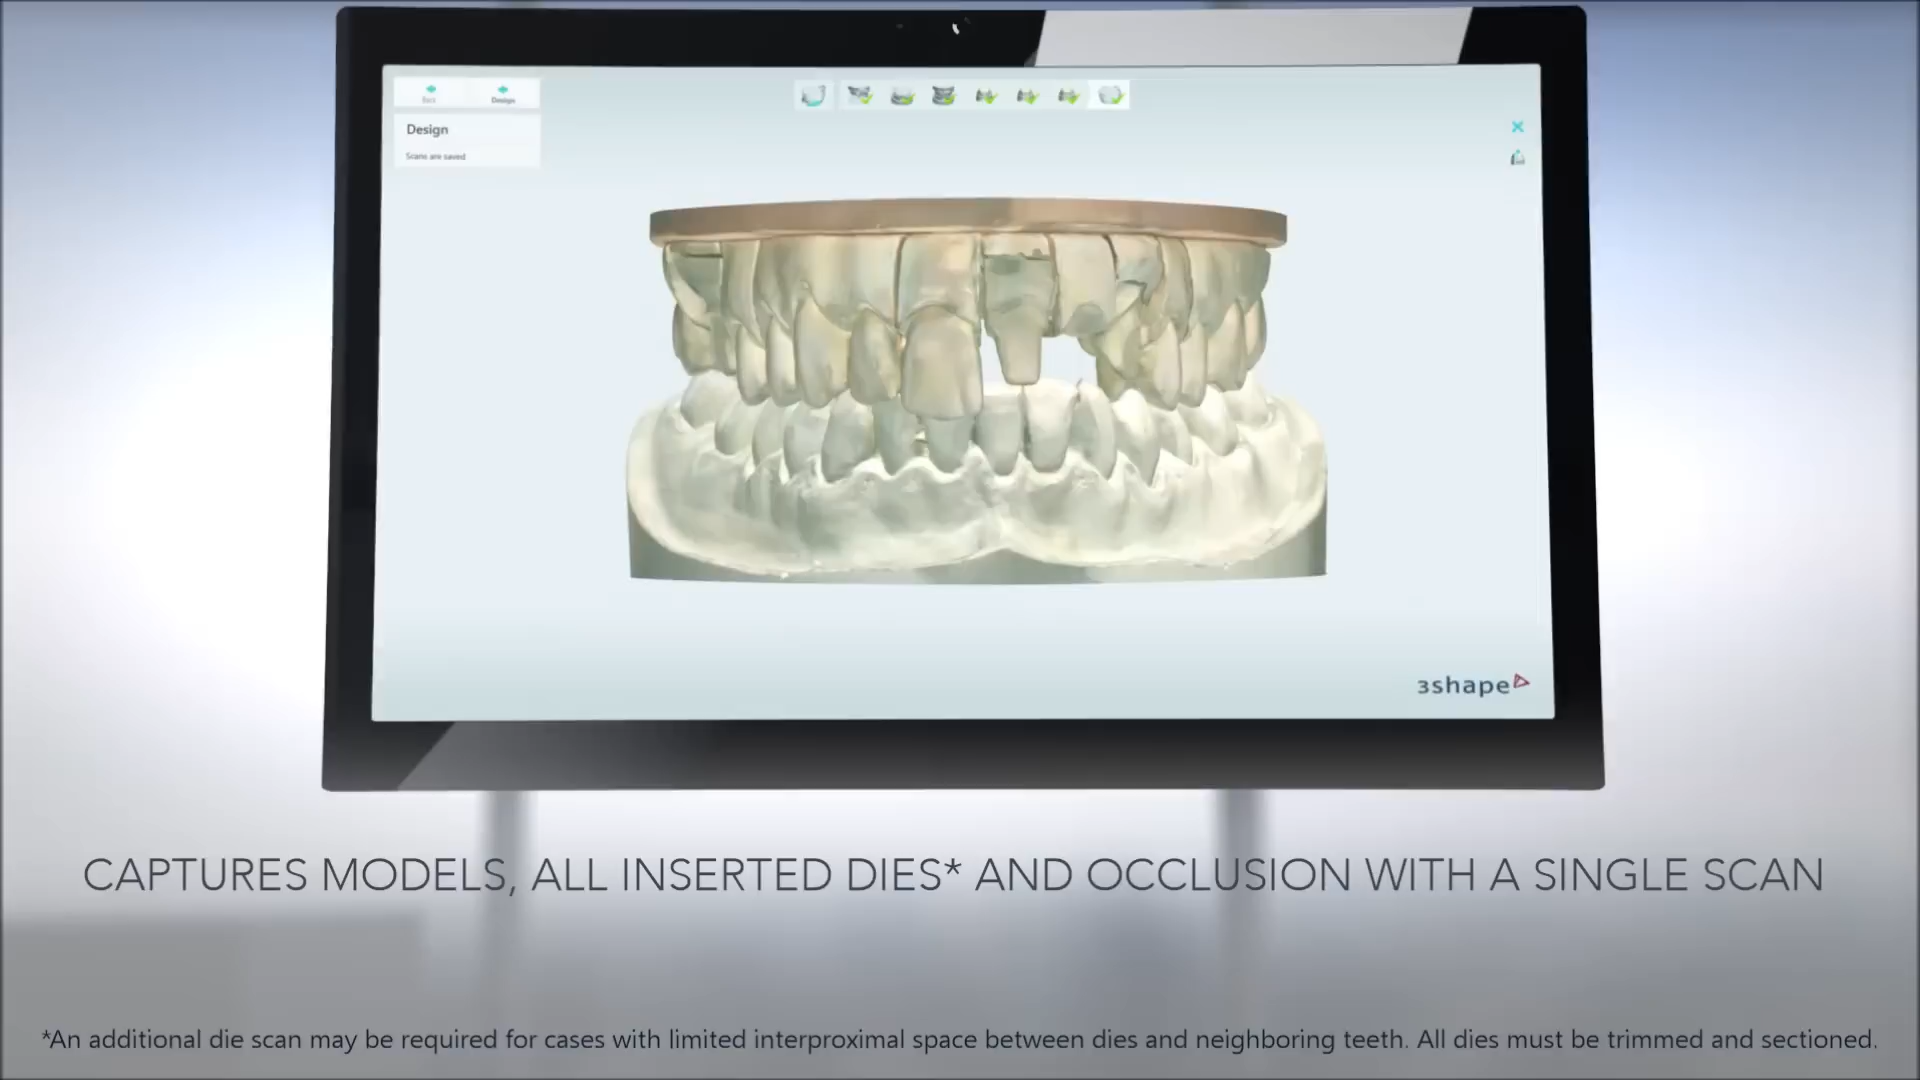 Back
Design
Design
Scans are saved
3shape
CAPTURES MODELS, ALL INSERTED DIES* AND OCCLUSION WITH A SINGLE SCAN
*An additional die scan may be required for cases with limited interproximal space between dies and neighboring teeth. All dies must be trimmed and sectioned.